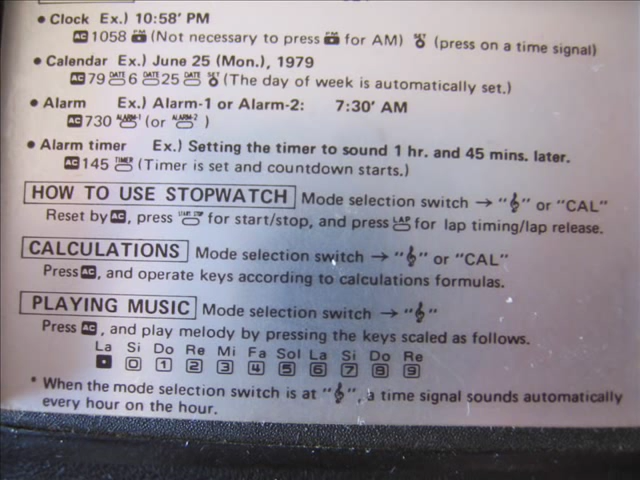 • Clock Ex.) 10:58' PM
AC 1058 (Not necessary to press for AM) SET (press on a time signal)
• Calendar Ex.) June 25 (Mon.), 1979
AC 79 DATE 6 DATE 25 DATE SET (The day of week is automatically set.)
• Alarm Ex.) Alarm-1 or Alarm-2: 7:30' AM
AC 730 ALARM-1 (or ALARM-2 )
• Alarm timer Ex.) Setting the timer to sound 1 hr. and 45 mins. later.
AC 145 TIMER (Timer is set and countdown starts.)
HOW TO USE STOPWATCH Mode selection switch → "𝄞" or "CAL"
Reset by AC, press START STOP for start/stop, and press LAP for lap timing/lap release.
CALCULATIONS Mode selection switch → "𝄞" or "CAL"
Press AC, and operate keys according to calculations formulas.
PLAYING MUSIC Mode selection switch → "𝄞"
Press AC, and play melody by pressing the keys scaled as follows.
La Si Do Re Mi Fa Sol La Si Do Re
• 0 1 2 3 4 5 6 7 8 9
* When the mode selection switch is at "𝄞", a time signal sounds automatically
every hour on the hour.